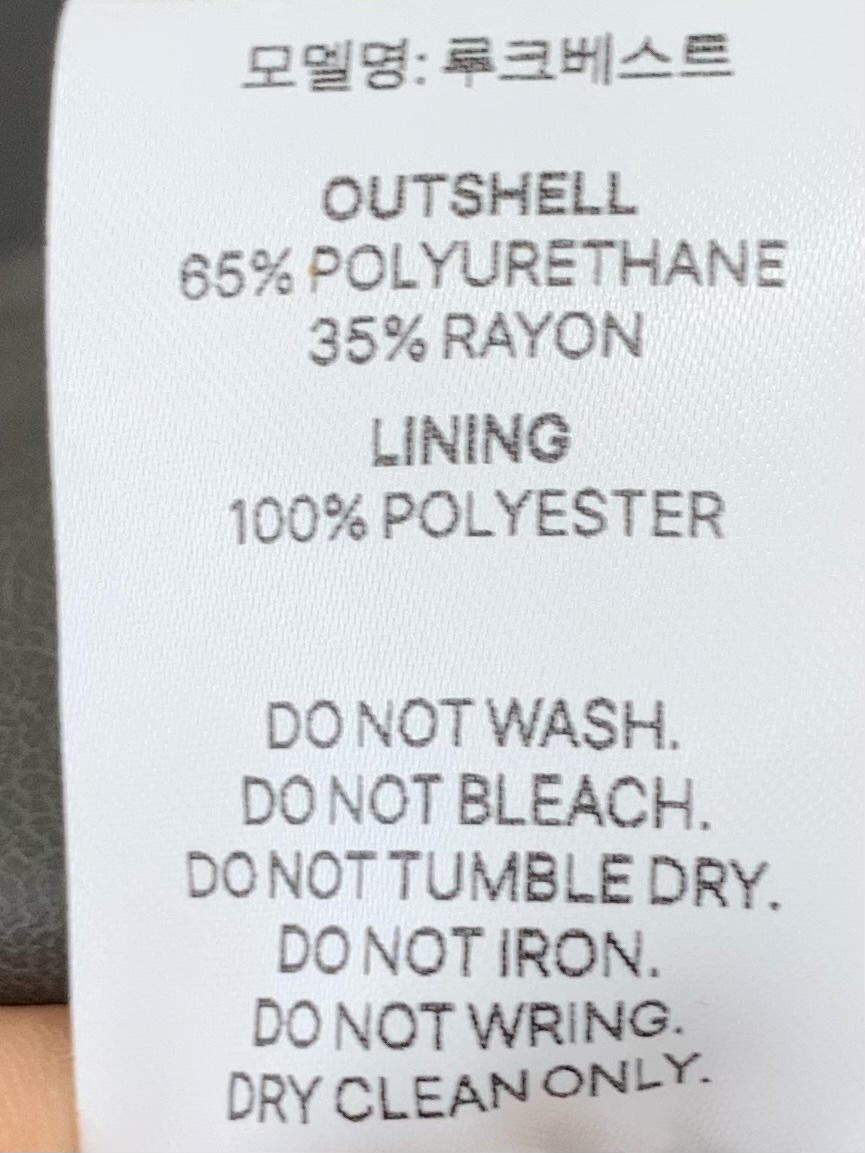 모델명: 루크베스트
OUTSHELL
65% POLYURETHANE
35% RAYON
LINING
100% POLYESTER
DO NOT WASH.
DO NOT BLEACH.
DO NOT TUMBLE DRY.
DO NOT IRON.
DO NOT WRING.
DRY CLEAN ONLY.